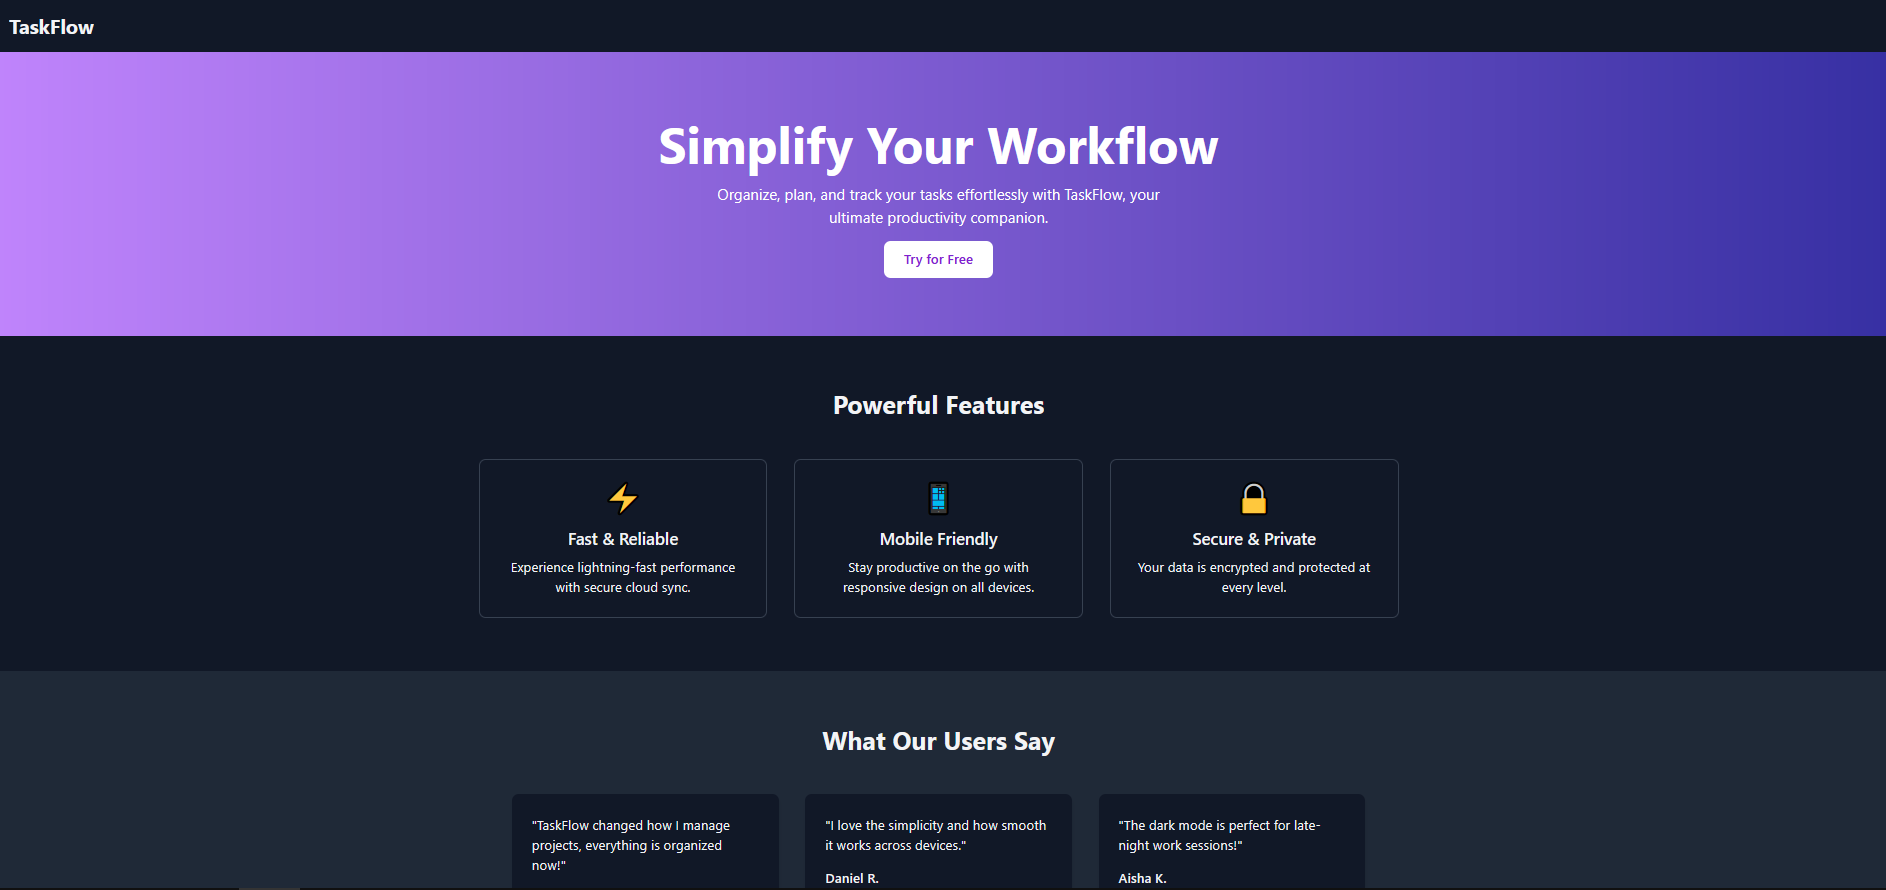 TaskFlow
Simplify Your Workflow
Organize, plan, and track your tasks effortlessly with TaskFlow, your
ultimate productivity companion.
Try for Free
Powerful Features
Fast & Reliable
Experience lightning-fast performance
with secure cloud sync.
Mobile Friendly
Stay productive on the go with
responsive design on all devices.
Secure & Private
Your data is encrypted and protected at
every level.
What Our Users Say
"TaskFlow changed how I manage
projects, everything is organized
now!"
"I love the simplicity and how smooth
it works across devices."
Daniel R.
"The dark mode is perfect for late-
night work sessions!"
Aisha K.